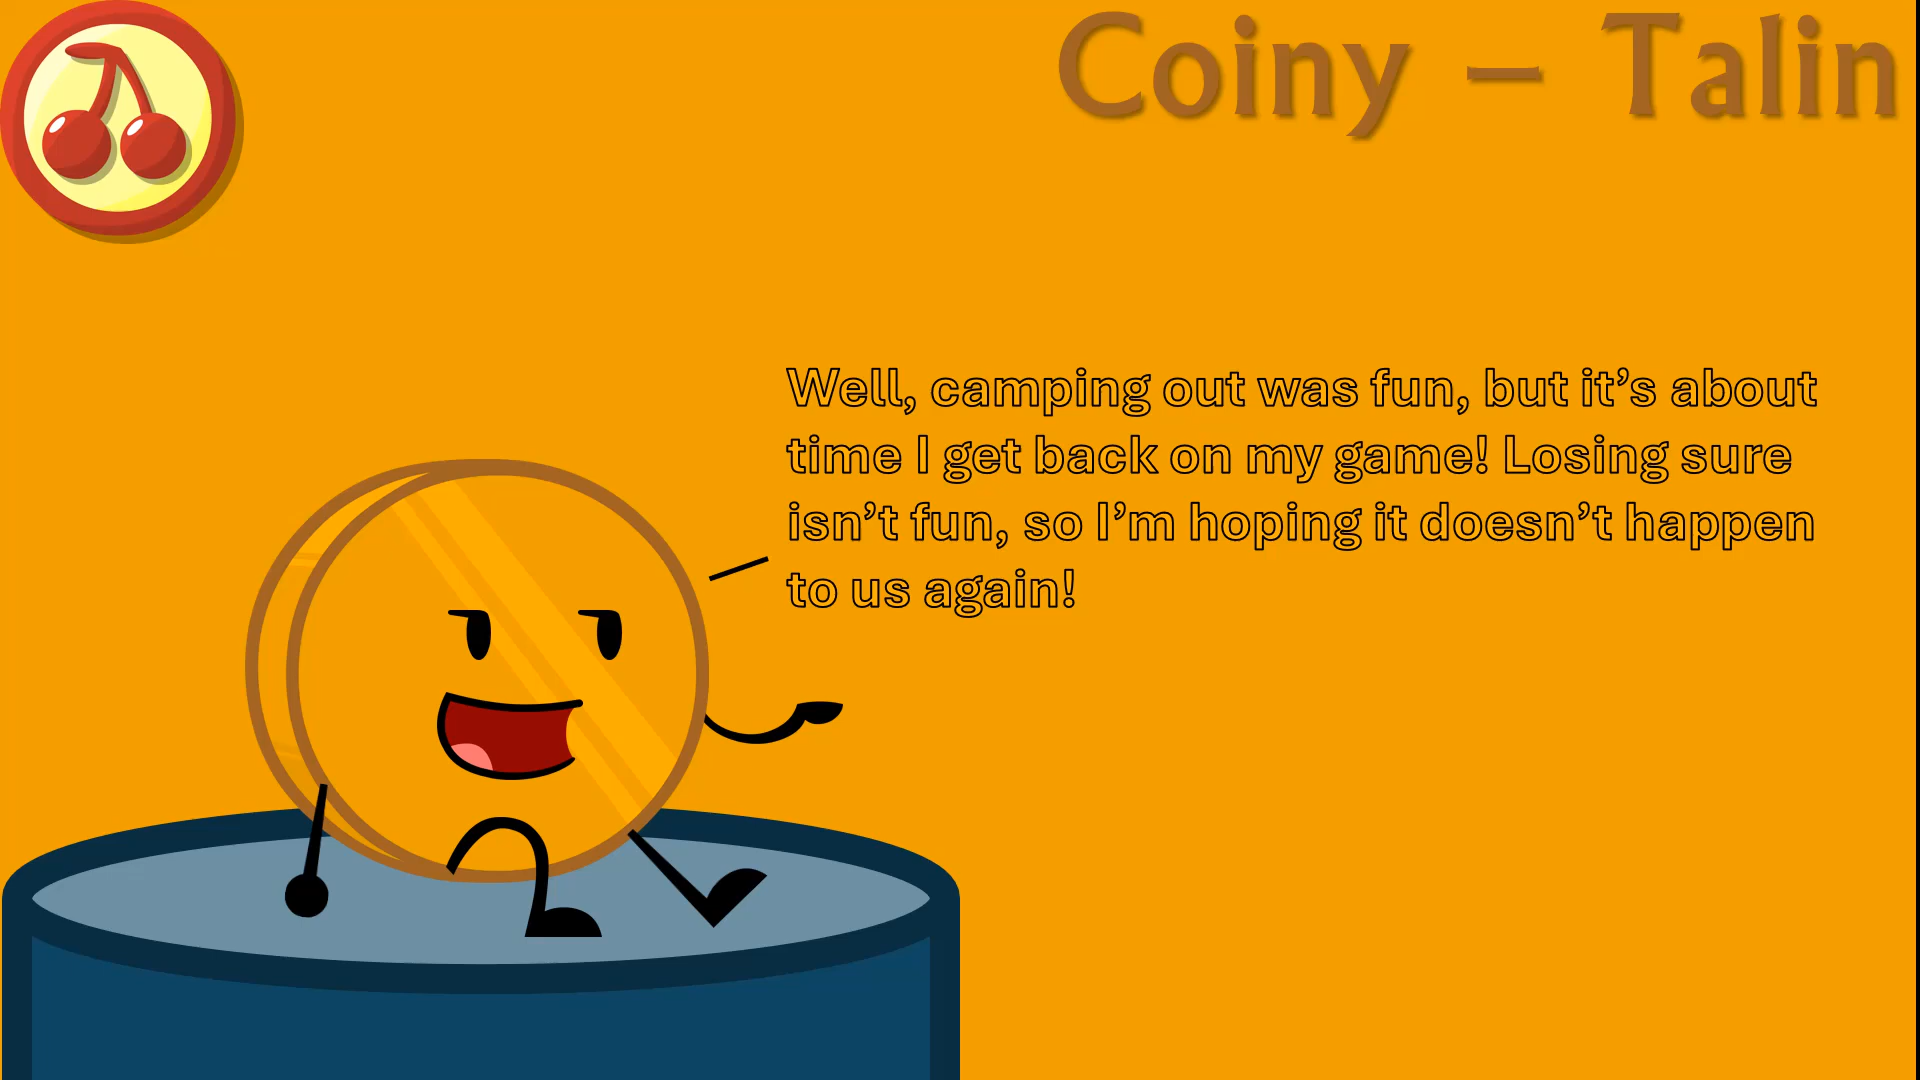 Coiny – Talin
Well, camping out was fun, but it’s about
time I get back on my game! Losing sure
isn’t fun, so I’m hoping it doesn’t happen
to us again!